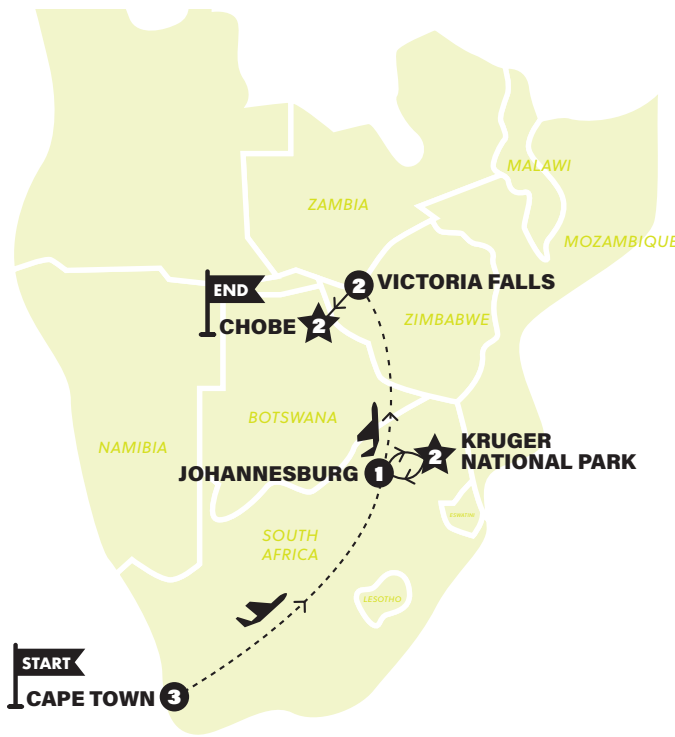 MALAWI
ZAMBIA
MOZAMBIQUE
END
2
VICTORIA FALLS
CHOBE
2
ZIMBABWE
BOTSWANA
NAMIBIA
KRUGER
NATIONAL PARK
2
JOHANNESBURG
1
SOUTH
AFRICA
LESOTHO
START
CAPE TOWN
3